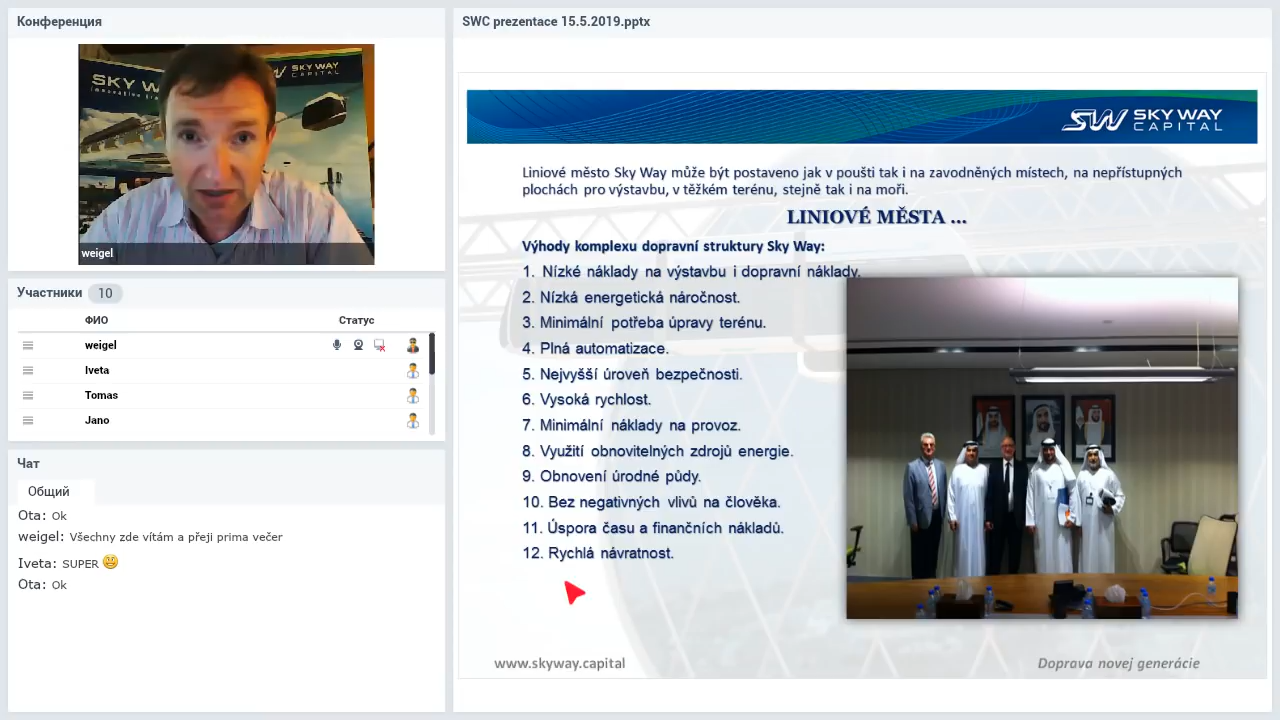 Конференция
SKY W
SKY WAY
CAPITAL
weigel
Участники 10
ФИО Статус
weigel
Iveta
Tomas
Jano
Чат
Общий
Ota: Ok
weigel: Všechny zde vítám a přeji prima večer
Iveta: SUPER
Ota: Ok
SWC prezentace 15.5.2019.pptx
SW SKY WAY
CAPITAL
Liniové město Sky Way může být postaveno jak v poušti tak i na zavodněných místech, na nepřístupných
plochách pro výstavbu, v těžkém terénu, stejně tak i na moři.
LINIOVÉ MĚSTA ...
Výhody komplexu dopravní struktury Sky Way:
1. Nízké náklady na výstavbu i dopravní náklady.
2. Nízká energetická náročnost.
3. Minimální potřeba úpravy terénu.
4. Plná automatizace.
5. Nejvyšší úroveň bezpečnosti.
6. Vysoká rychlost.
7. Minimální náklady na provoz.
8. Využití obnovitelných zdrojů energie.
9. Obnovení úrodné půdy.
10. Bez negativných vlivů na člověka.
11. Úspora času a finančních nákladů.
12. Rychlá návratnost.
www.skyway.capital
Doprava novej generácie